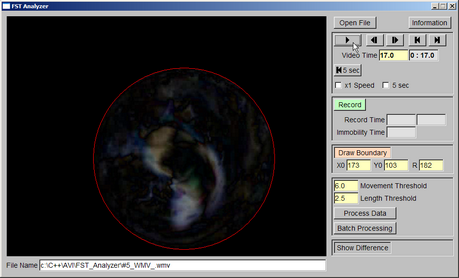 FST Analyzer
Open File Information
Video Time 17.0 0 : 17.0
5 sec
x1 Speed 5 sec
Record
Record Time
Immobility Time
Draw Boundary
X0 173 Y0 103 R 182
6.0 Movement Threshold
2.5 Length Threshold
Process Data
Batch Processing
Show Difference
File Name c:\C++\AVI\FST_Analyzer\#5_WMV_.wmv